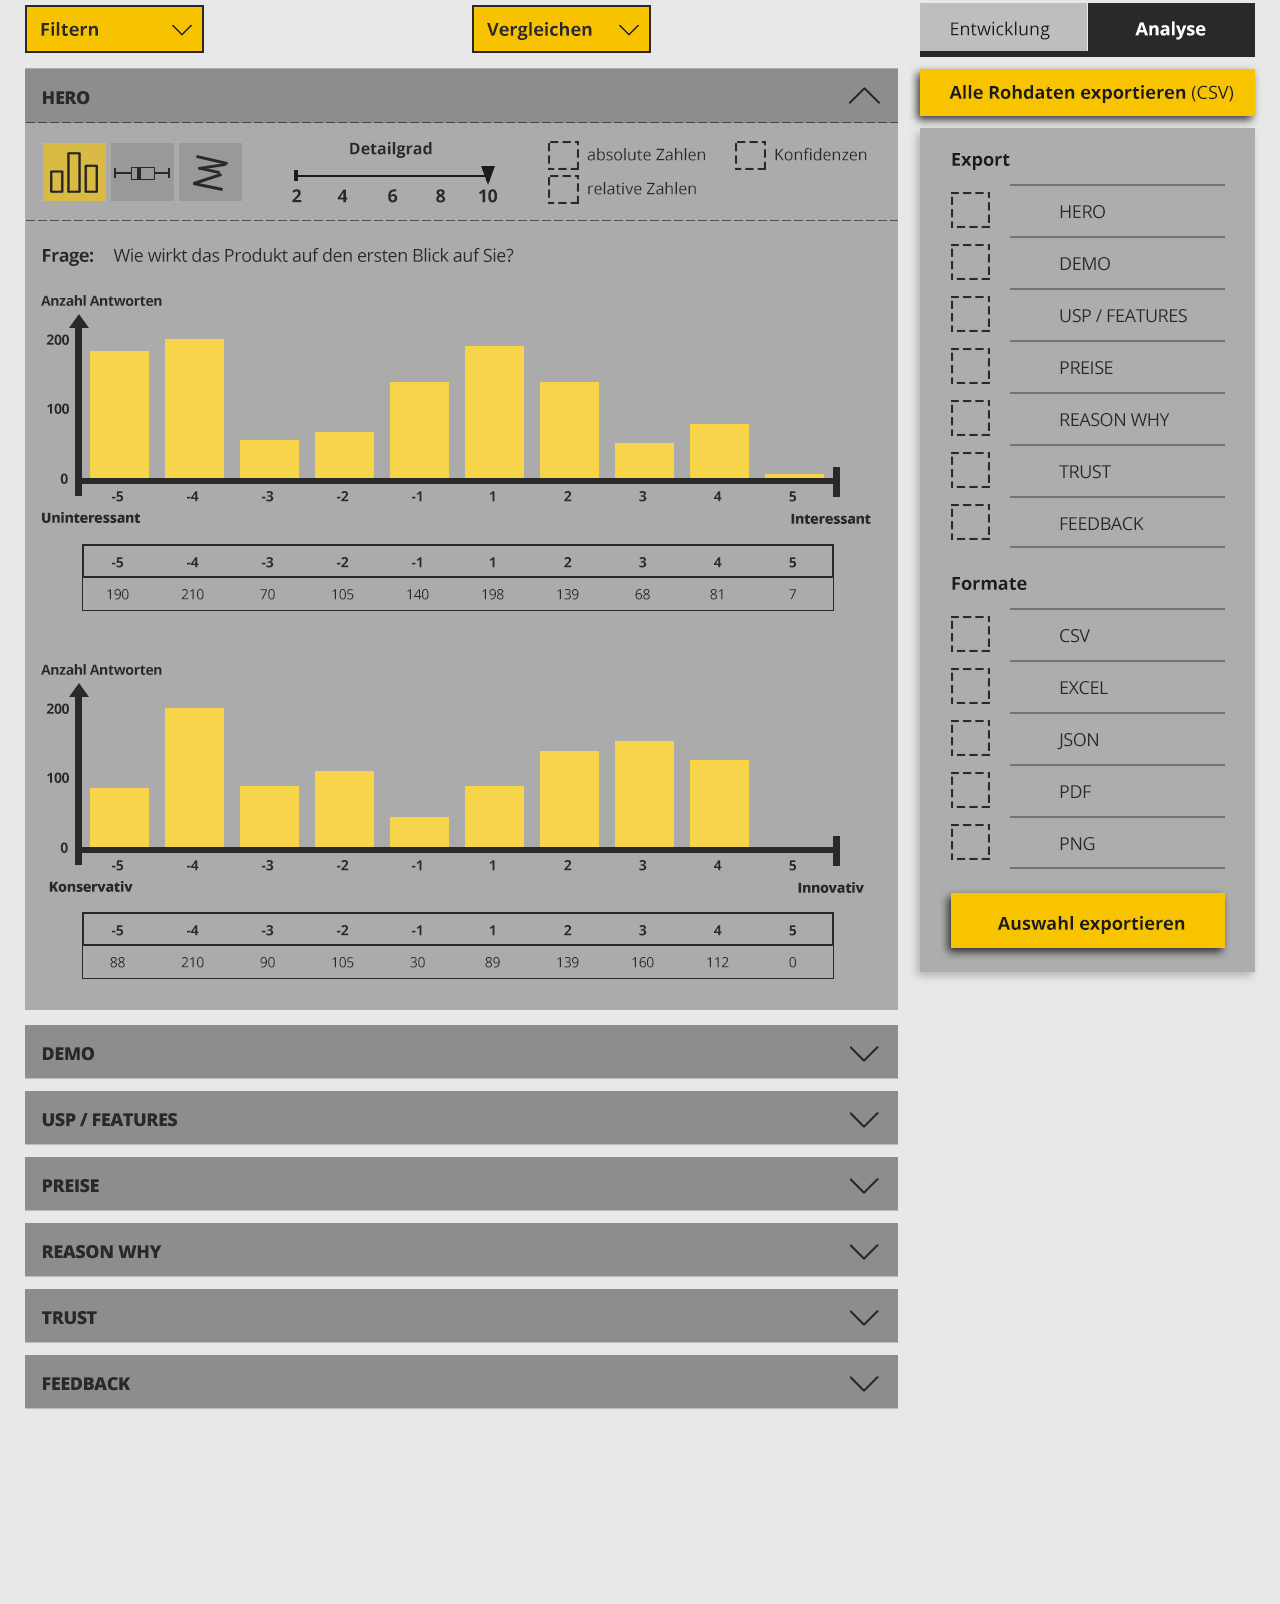 Filtern
Vergleichen
Entwicklung
Analyse
HERO
Alle Rohdaten exportieren (CSV)
Detailgrad
2 4 6 8 10
absolute Zahlen
Konfidenzen
relative Zahlen
Frage: Wie wirkt das Produkt auf den ersten Blick auf Sie?
Anzahl Antworten
200
100
0
-5 -4 -3 -2 -1 1 2 3 4 5
Uninteressant
Interessant
-5 -4 -3 -2 -1 1 2 3 4 5
190 210 70 105 140 198 139 68 81 7
Anzahl Antworten
200
100
0
-5 -4 -3 -2 -1 1 2 3 4 5
Konservativ
Innovativ
-5 -4 -3 -2 -1 1 2 3 4 5
88 210 90 105 30 89 139 160 112 0
DEMO
USP / FEATURES
PREISE
REASON WHY
TRUST
FEEDBACK
Export
HERO
DEMO
USP / FEATURES
PREISE
REASON WHY
TRUST
FEEDBACK
Formate
CSV
EXCEL
JSON
PDF
PNG
Auswahl exportieren